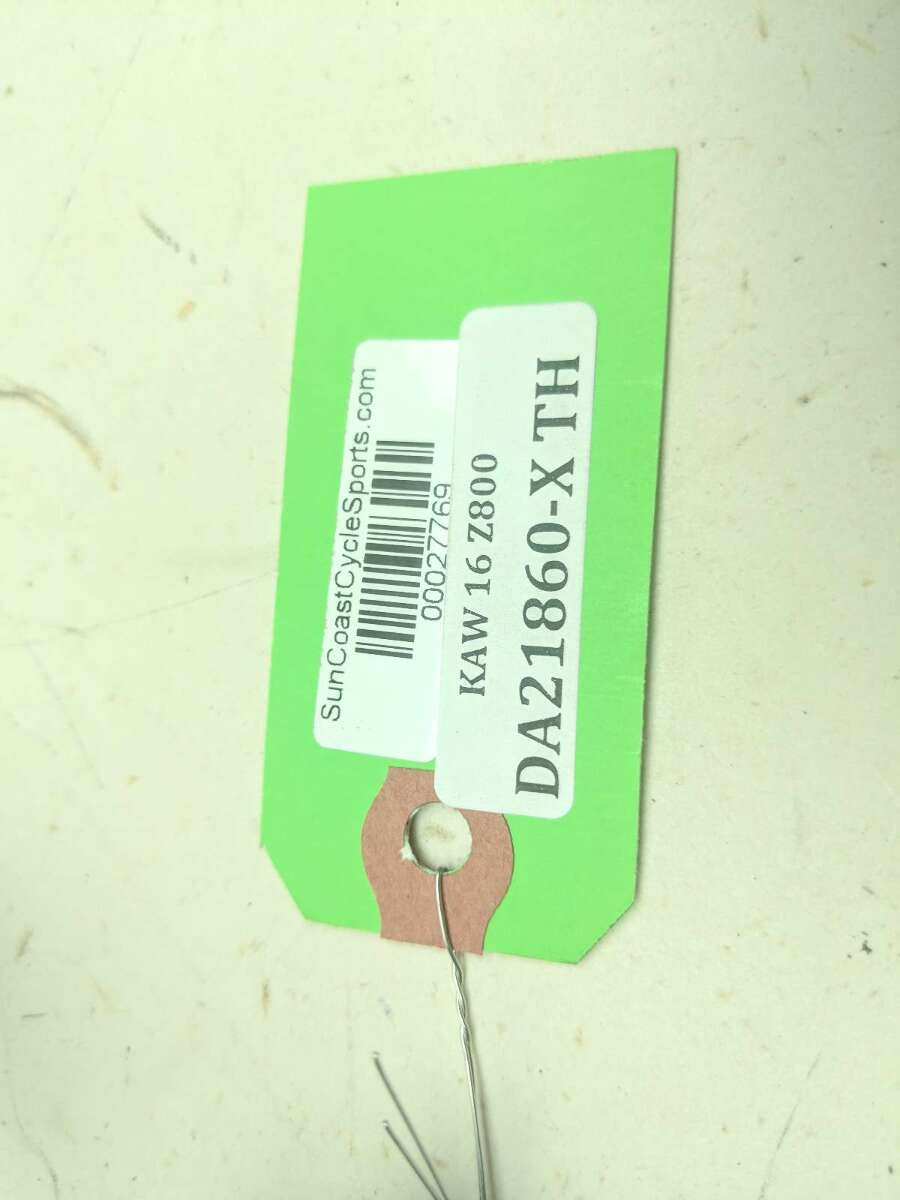 SunCoastCycleSports.com
00027769
KAW 16 Z800
DA21860-X TH